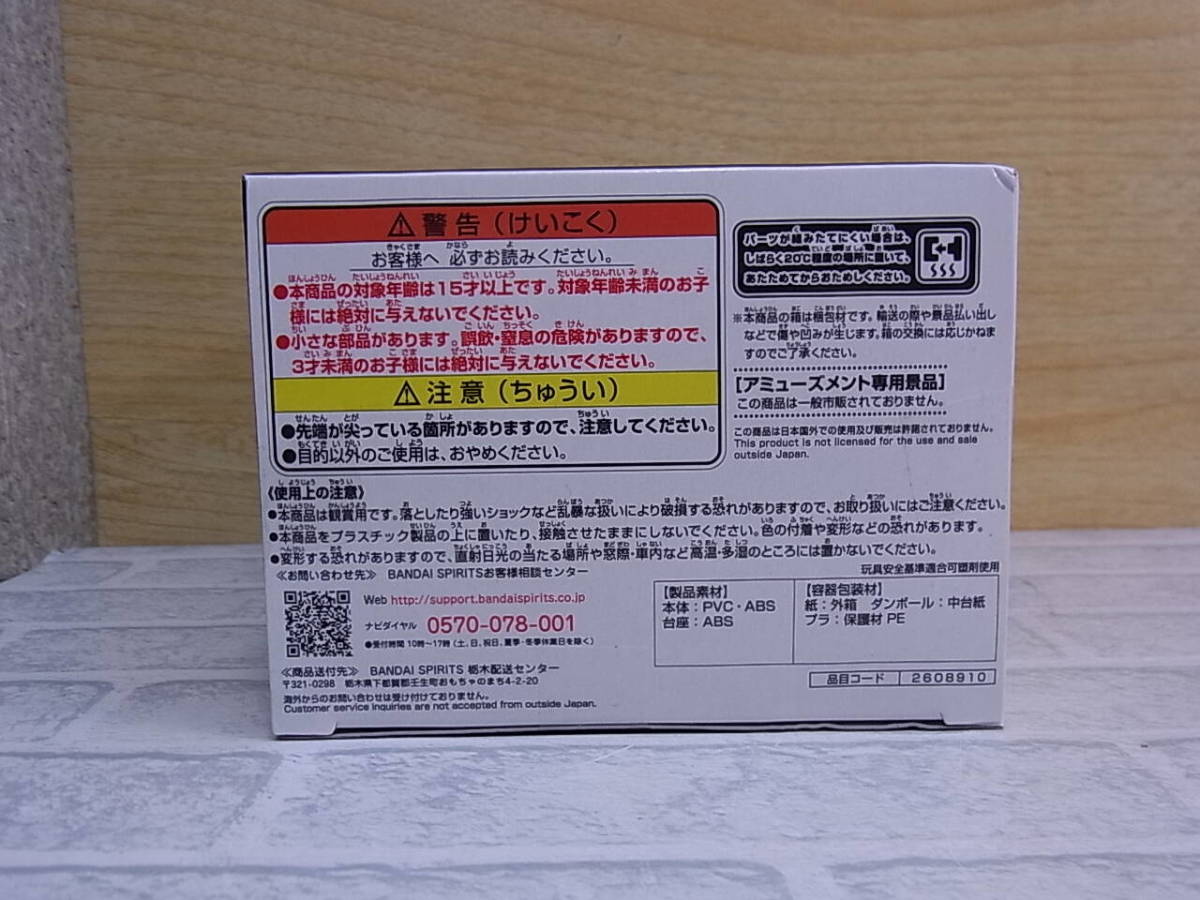 ⚠警告（けいこく）
お客様へ 必ずお読みください。
●本商品の対象年齢は15才以上です。対象年齢未満のお子
様には絶対に与えないでください。
●小さな部品があります。誤飲・窒息の危険がありますので、
3才未満のお子様には絶対に与えないでください。
⚠注意（ちゅうい）
●先端が尖っている箇所がありますので、注意してください。
●目的以外のご使用は、おやめください。
パーツが組みたてにくい場合は、
しばらく20℃程度の場所に置いて、
あたためてからおためしください。
※本商品の箱は梱包材です。輸送の際や景品払い出し
などで傷や凹みが生じます。箱の交換には応じかねま
すのでご了承ください。
【アミューズメント専用景品】
この商品は一般市販されておりません。
この商品は日本国外での使用及び販売は許諾されておりません。
This product is not licensed for the use and sale
outside Japan.
《使用上の注意》
●本商品は観賞用です。落としたり強いショックなど乱暴な扱いにより破損する恐れがありますので、お取り扱いにはご注意ください。
●本商品をプラスチック製品の上に置いたり、接触させたままにしないでください。色の付着や変形などの恐れがあります。
●変形する恐れがありますので、直射日光の当たる場所や窓際・車内など高温・多湿のところには置かないでください。
玩具安全基準適合可塑剤使用
≪お問い合わせ先≫ BANDAI SPIRITSお客様相談センター
Web http://support.bandaispirits.co.jp
ナビダイヤル 0570-078-001
●受付時間 10時〜17時（土、日、祝日、夏季・冬季休業日を除く）
≪商品送付先≫ BANDAI SPIRITS 栃木配送センター
〒321-0298 栃木県下都賀郡壬生町おもちゃのまち4-2-20
海外からのお問い合わせは受け付けておりません。
Customer service inquiries are not accepted from outside Japan.
【製品素材】
本体：PVC・ABS
台座：ABS
【容器包装材】
紙：外箱 ダンボール：中台紙
プラ：保護材 PE
品目コード 2608910